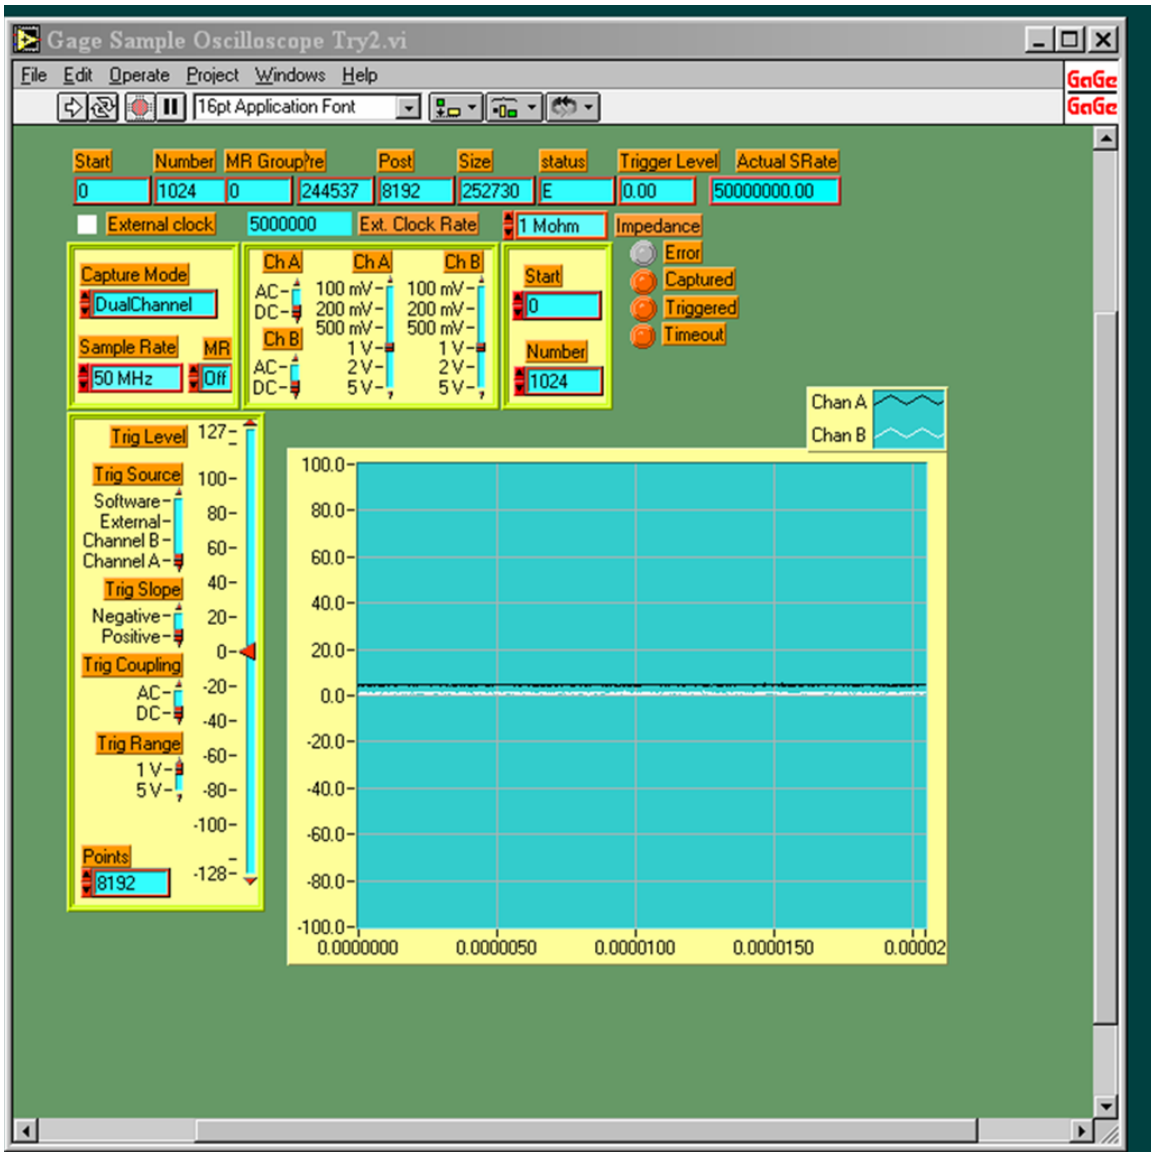 Gage Sample Oscilloscope Try2.vi
File Edit Operate Project Windows Help
GaGe
GaGe
16pt Application Font
Start Number MR Group Pre Post Size status Trigger Level Actual SRate
0 1024 0 244537 8192 252730 E 0.00 50000000.00
External clock 5000000 Ext. Clock Rate 1 Mohm Impedance
Error
Captured
Triggered
Timeout
Capture Mode
DualChannel
Sample Rate MR
50 MHz Off
Ch A
AC
DC
Ch B
AC
DC
Ch A
100 mV
200 mV
500 mV
1 V
2 V
5 V
Ch B
100 mV
200 mV
500 mV
1 V
2 V
5 V
Start
0
Number
1024
Chan A
Chan B
Trig Level
Trig Source
Software
External
Channel B
Channel A
Trig Slope
Negative
Positive
Trig Coupling
AC
DC
Trig Range
1 V
5 V
Points
8192
127
100
80
60
40
20
0
-20
-40
-60
-80
-100
-128
100.0
80.0
60.0
40.0
20.0
0.0
-20.0
-40.0
-60.0
-80.0
-100.0
0.0000000 0.0000050 0.0000100 0.0000150 0.00002